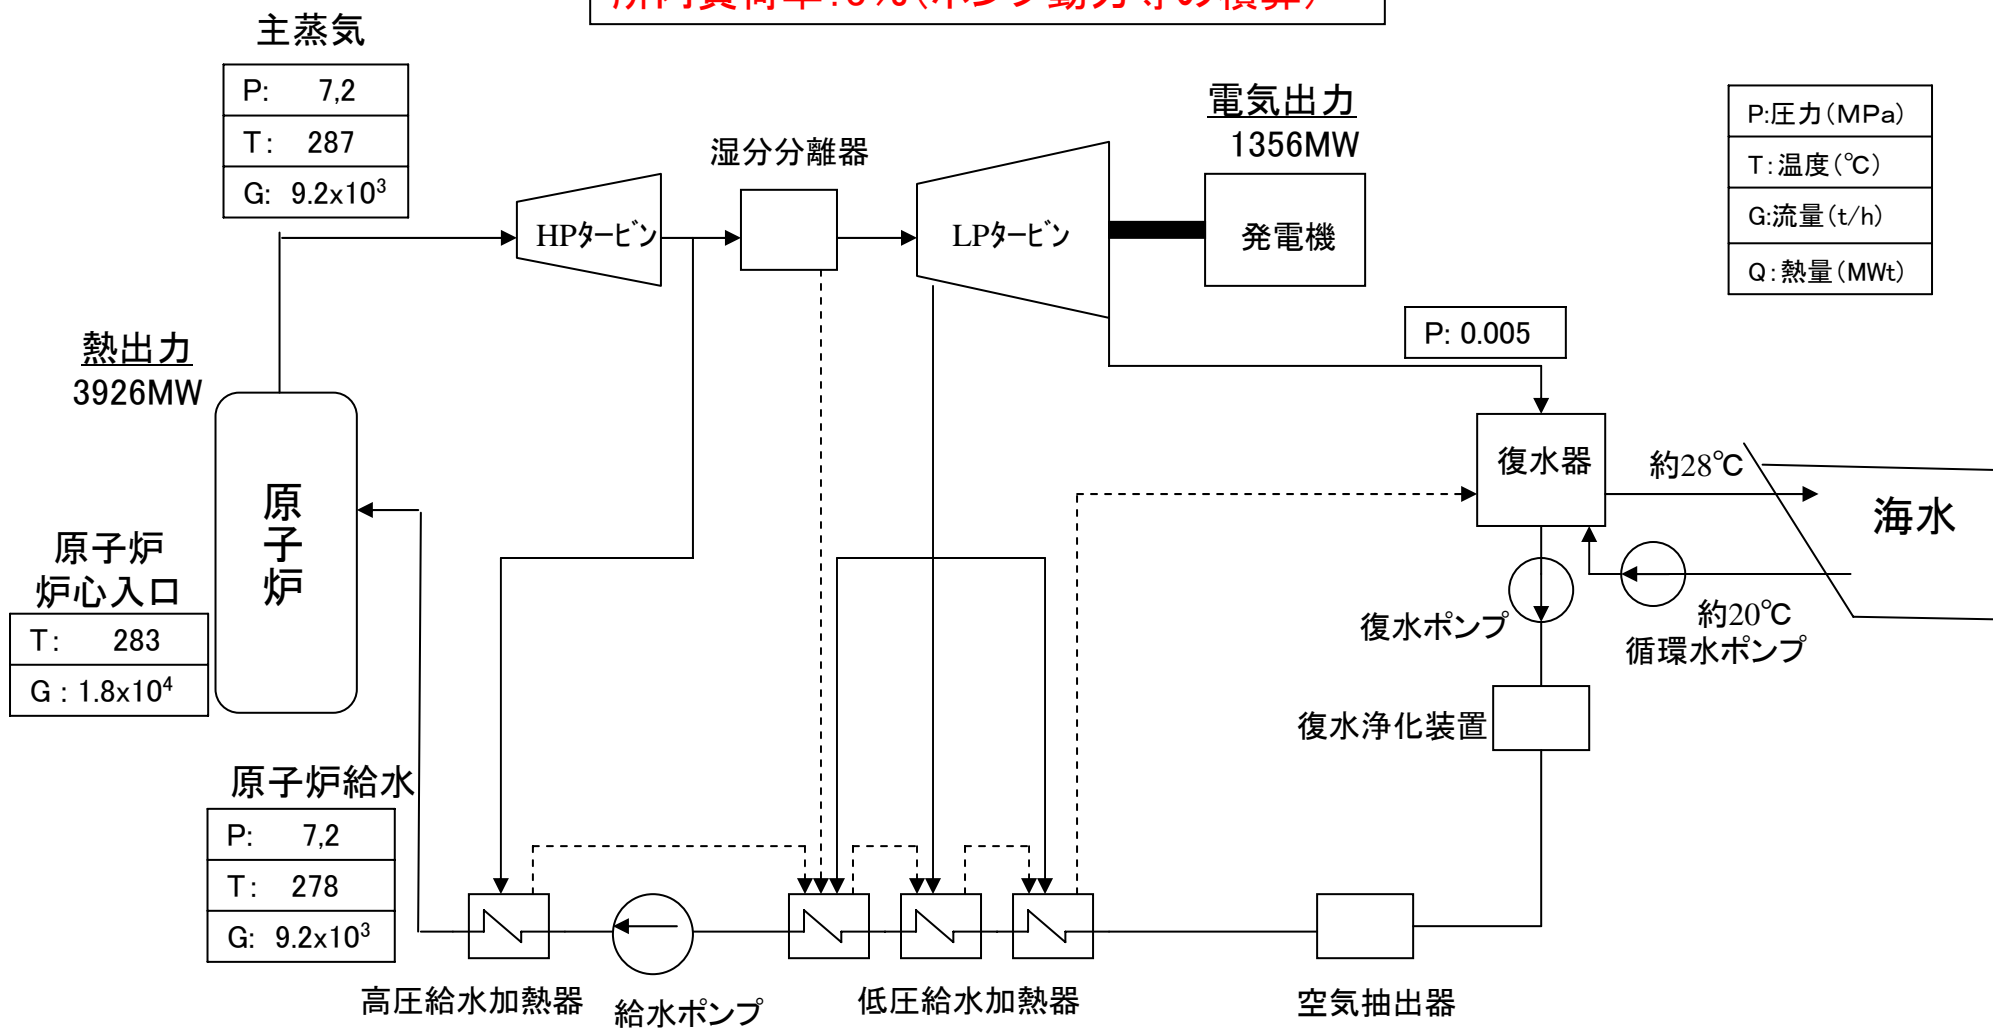 主蒸気
P: 7,2
T: 287
G: 9.2x10³
湿分分離器
電気出力
1356MW
P:圧力(MPa)
T:温度(℃)
G:流量(t/h)
Q:熱量(MWt)
HPタービン
LPタービン
発電機
P: 0.005
熱出力
3926MW
原子炉
復水器
約28℃
海水
原子炉
炉心入口
T: 283
G : 1.8x10⁴
復水ポンプ
約20℃
循環水ポンプ
復水浄化装置
原子炉給水
P: 7,2
T: 278
G: 9.2x10³
高圧給水加熱器
給水ポンプ
低圧給水加熱器
空気抽出器